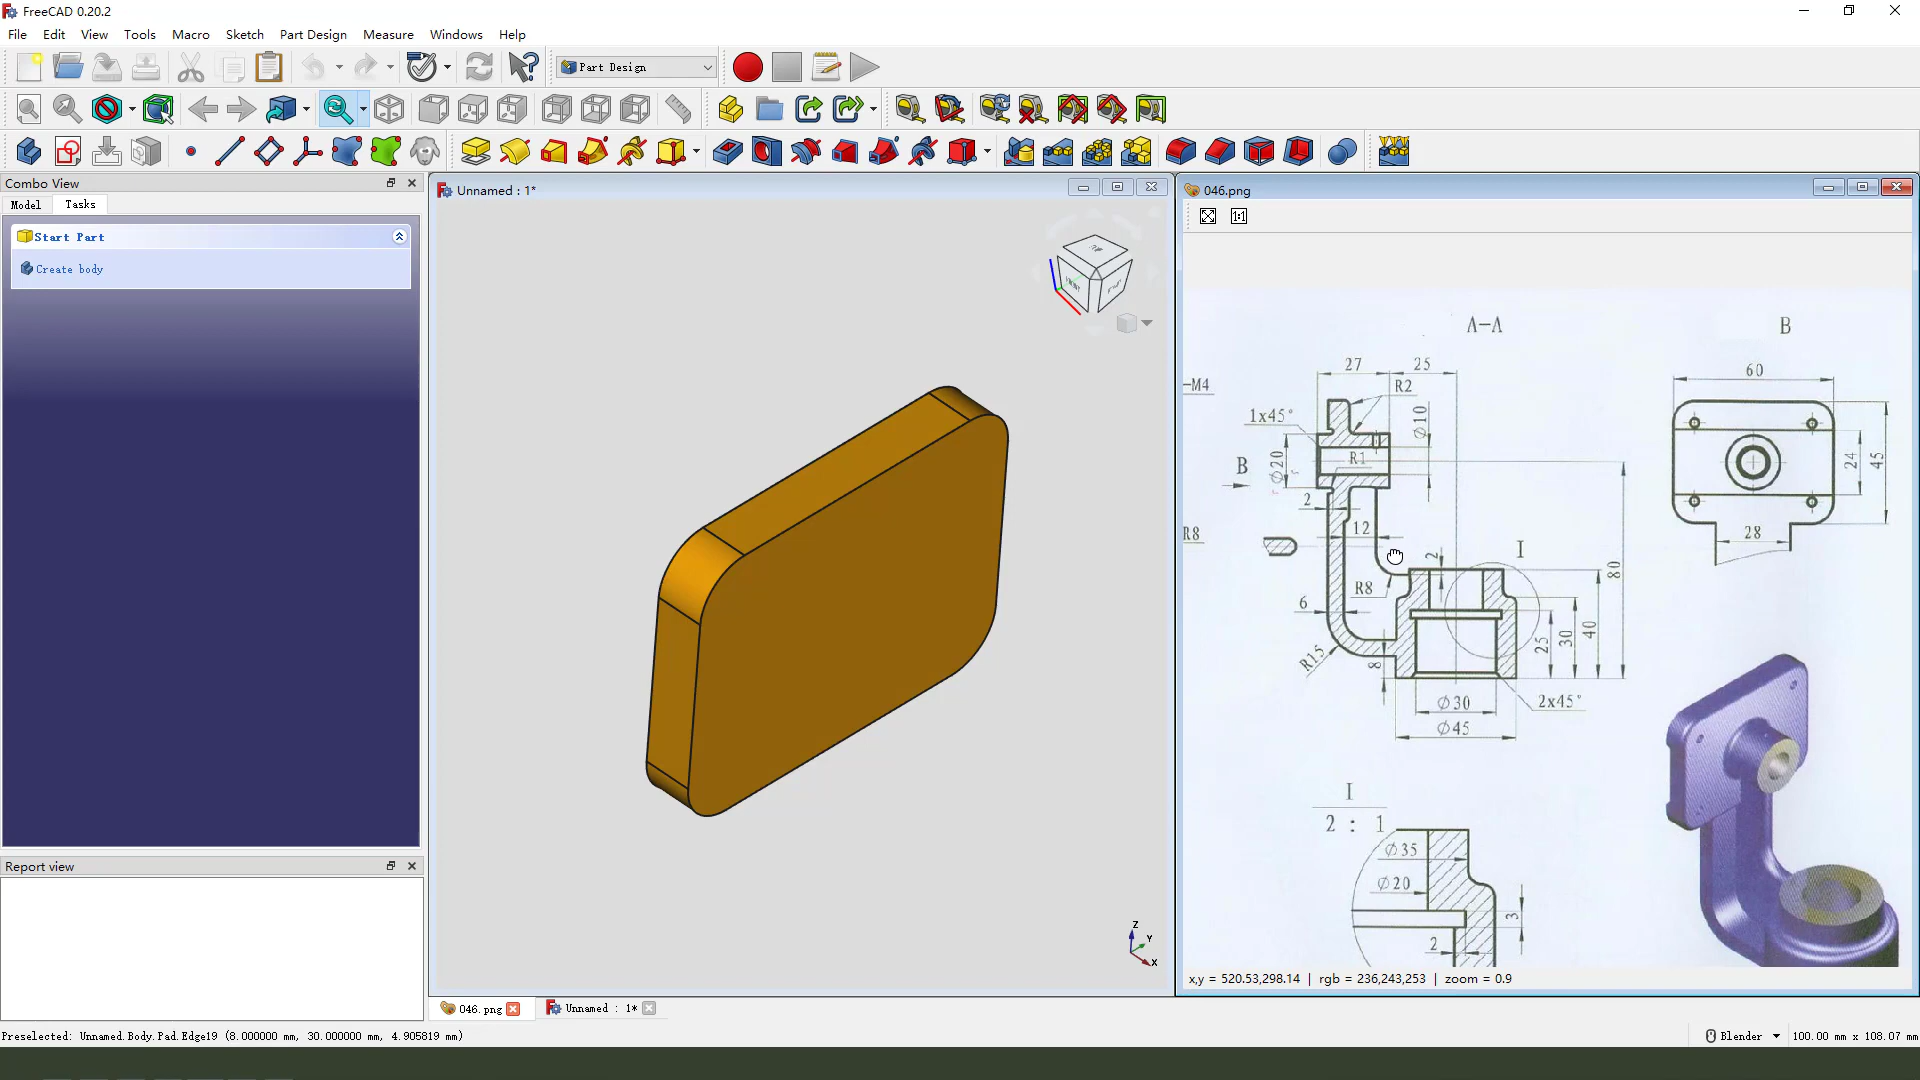 FreeCAD 0.20.2
File Edit View Tools Macro Sketch Part Design Measure Windows Help
Part Design
Combo View
Model Tasks
Start Part
Create body
Report view
Unnamed : 1*
TOP
FRONT
Z
Y
X
046.png
1:1
A-A
B
27
25
60
-M4
R2
1x45°
Ø10
B
Ø20
R1
24
45
2
R8
12
28
I
2
80
R8
6
25
30
40
R15
8
Ø30
2x45°
Ø45
I
2 : 1
Ø35
Ø20
3
2
x,y = 520.53,298.14 | rgb = 236,243,253 | zoom = 0.9
046.png Unnamed : 1*
Preselected: Unnamed.Body.Pad.Edge19 (8.000000 mm, 30.000000 mm, 4.905819 mm)
Blender 100.00 mm x 108.07 mm